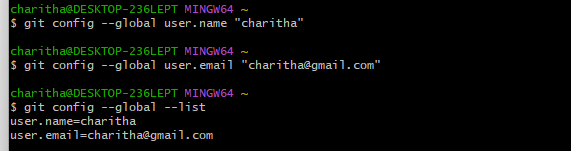 charitha@DESKTOP-236LEPT MINGW64 ~
$ git config --global user.name "charitha"
charitha@DESKTOP-236LEPT MINGW64 ~
$ git config --global user.email "charitha@gmail.com"
charitha@DESKTOP-236LEPT MINGW64 ~
$ git config --global --list
user.name=charitha
user.email=charitha@gmail.com